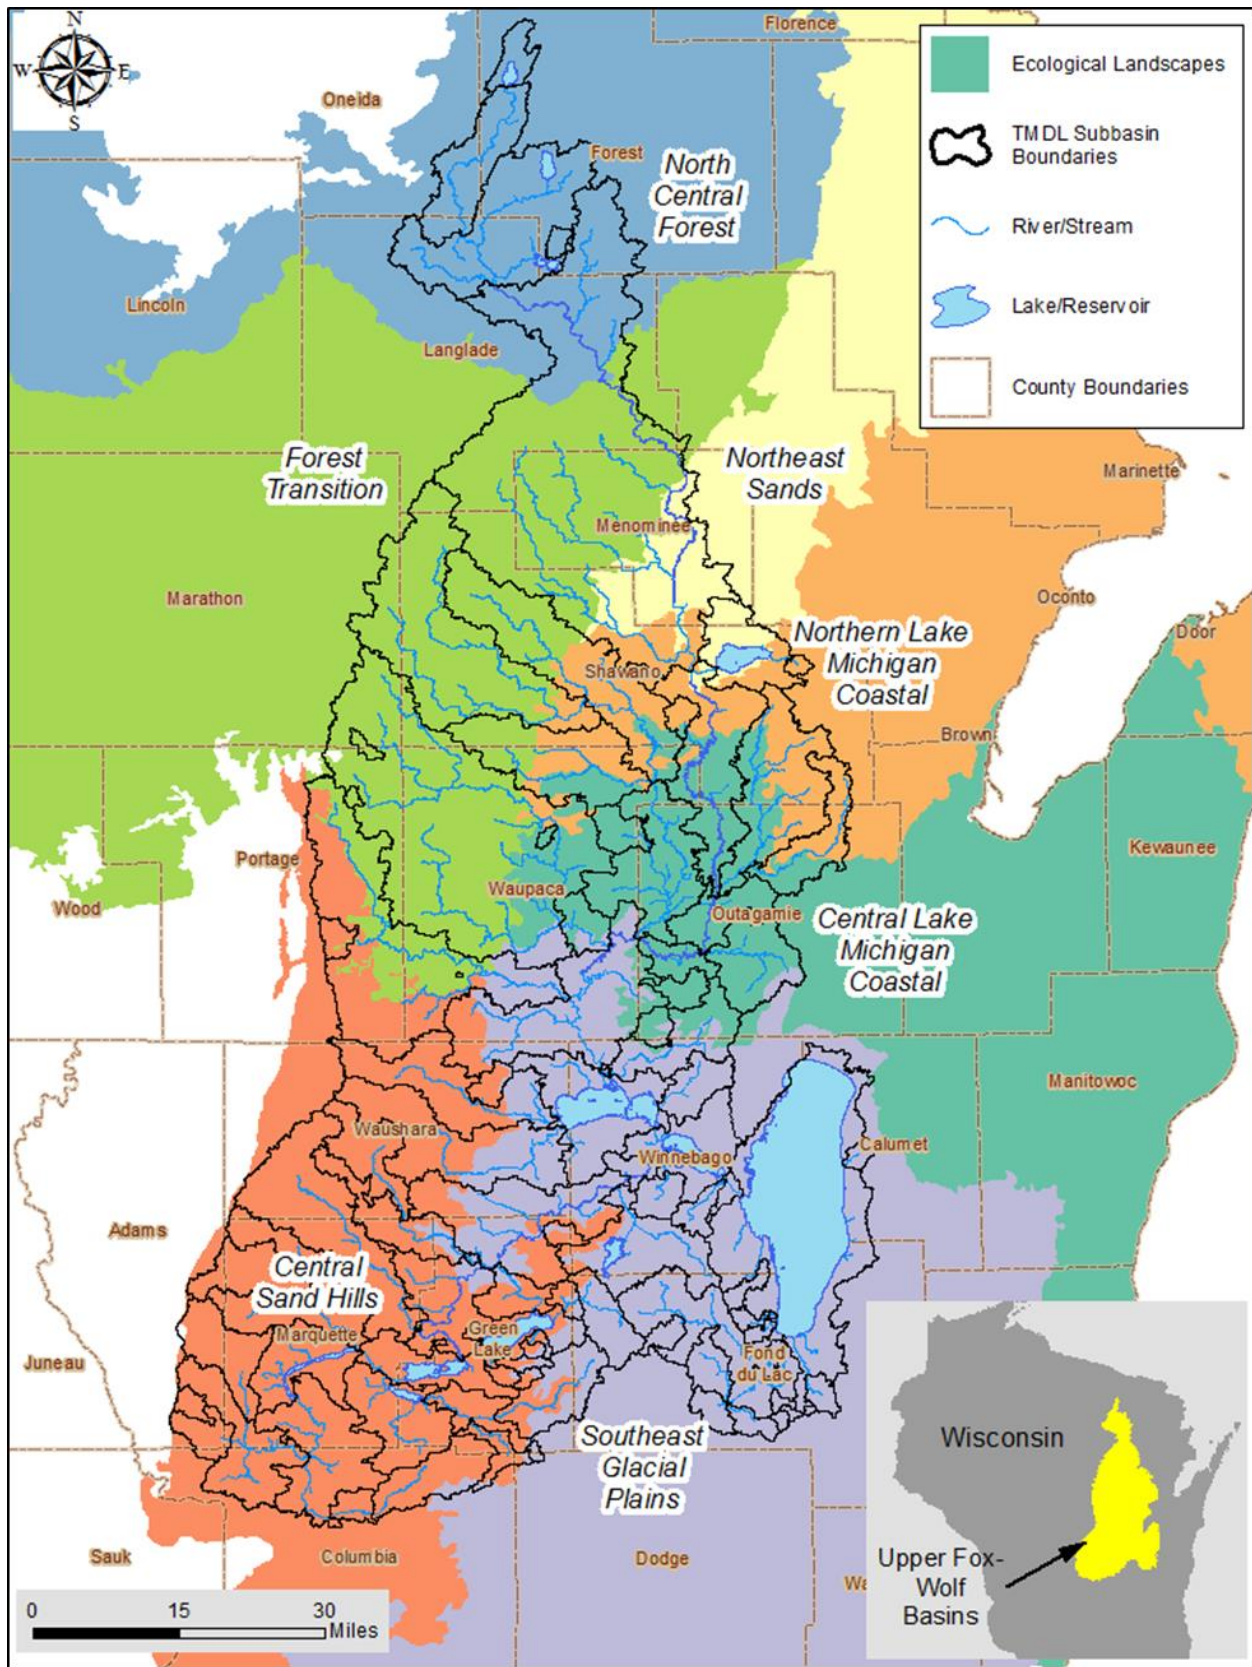 N
W
E
S
Florence
Oneida
Forest
North
Central
Forest
Lincoln
Langlade
Forest
Transition
Northeast
Sands
Menominee
Marinette
Marathon
Oconto
Northern Lake
Michigan
Coastal
Door
Shawano
Brown
Portage
Kewaunee
Wood
Waupaca
Outagamie
Central Lake
Michigan
Coastal
Manitowoc
Waushara
Winnebago
Calumet
Adams
Central
Sand Hills
Marquette
Green
Lake
Juneau
Fond
du Lac
Southeast
Glacial
Plains
Sauk
Columbia
Dodge
Wa
Ecological Landscapes
TMDL Subbasin
Boundaries
River/Stream
Lake/Reservoir
County Boundaries
0 15 30
Miles
Wisconsin
Upper Fox-
Wolf
Basins